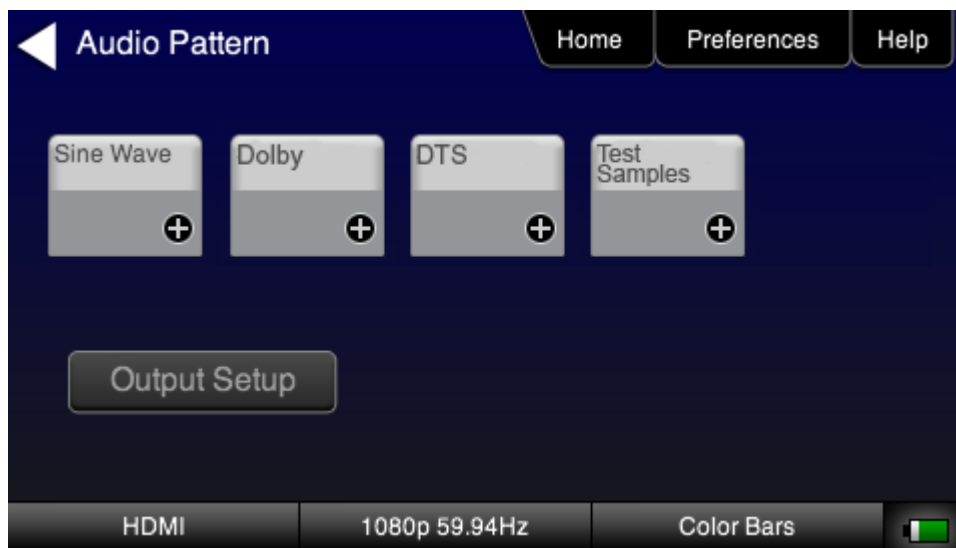 Audio Pattern
Home
Preferences
Help
Sine Wave
Dolby
DTS
Test
Samples
Output Setup
HDMI
1080p 59.94Hz
Color Bars